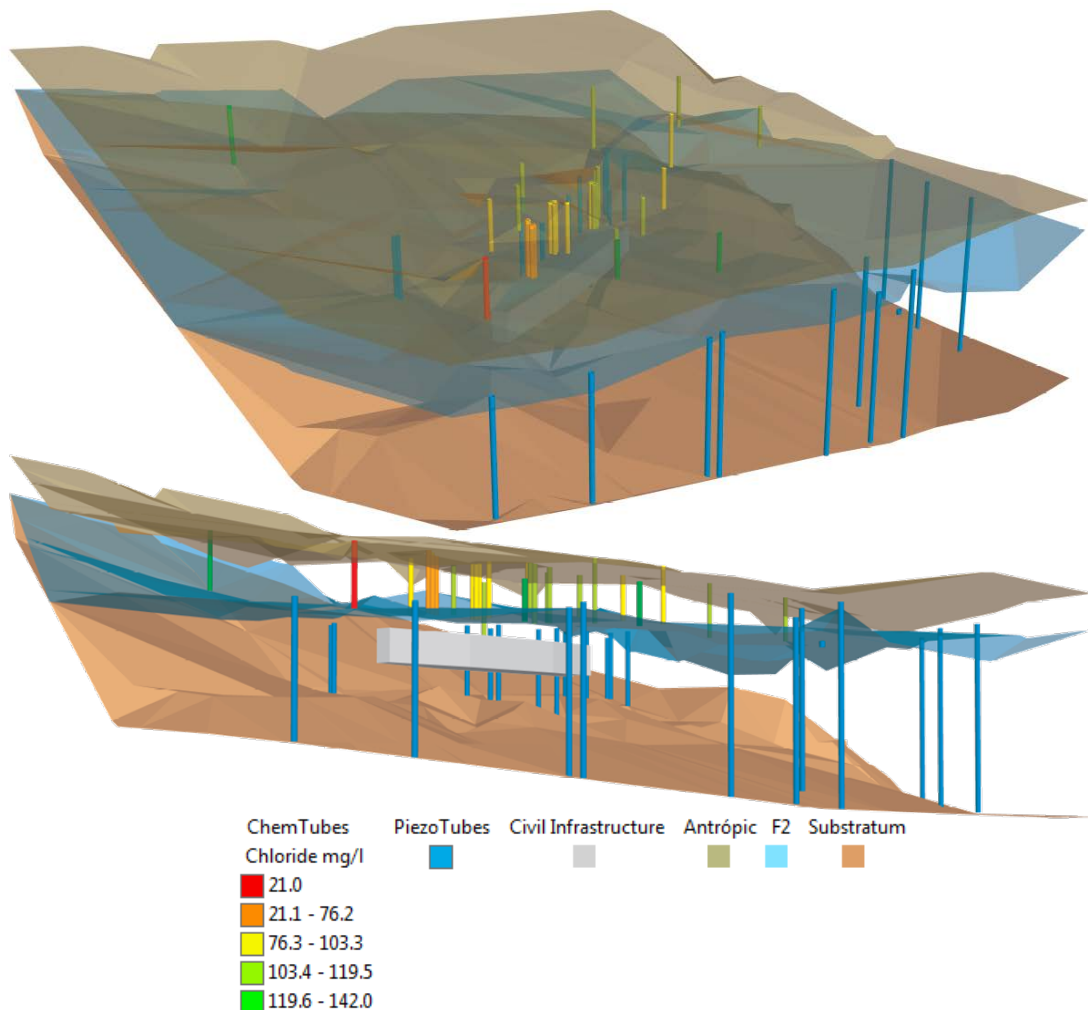 ChemTubes PiezoTubes Civil Infrastructure Antrópic F2 Substratum
Chloride mg/l
21.0
21.1 - 76.2
76.3 - 103.3
103.4 - 119.5
119.6 - 142.0